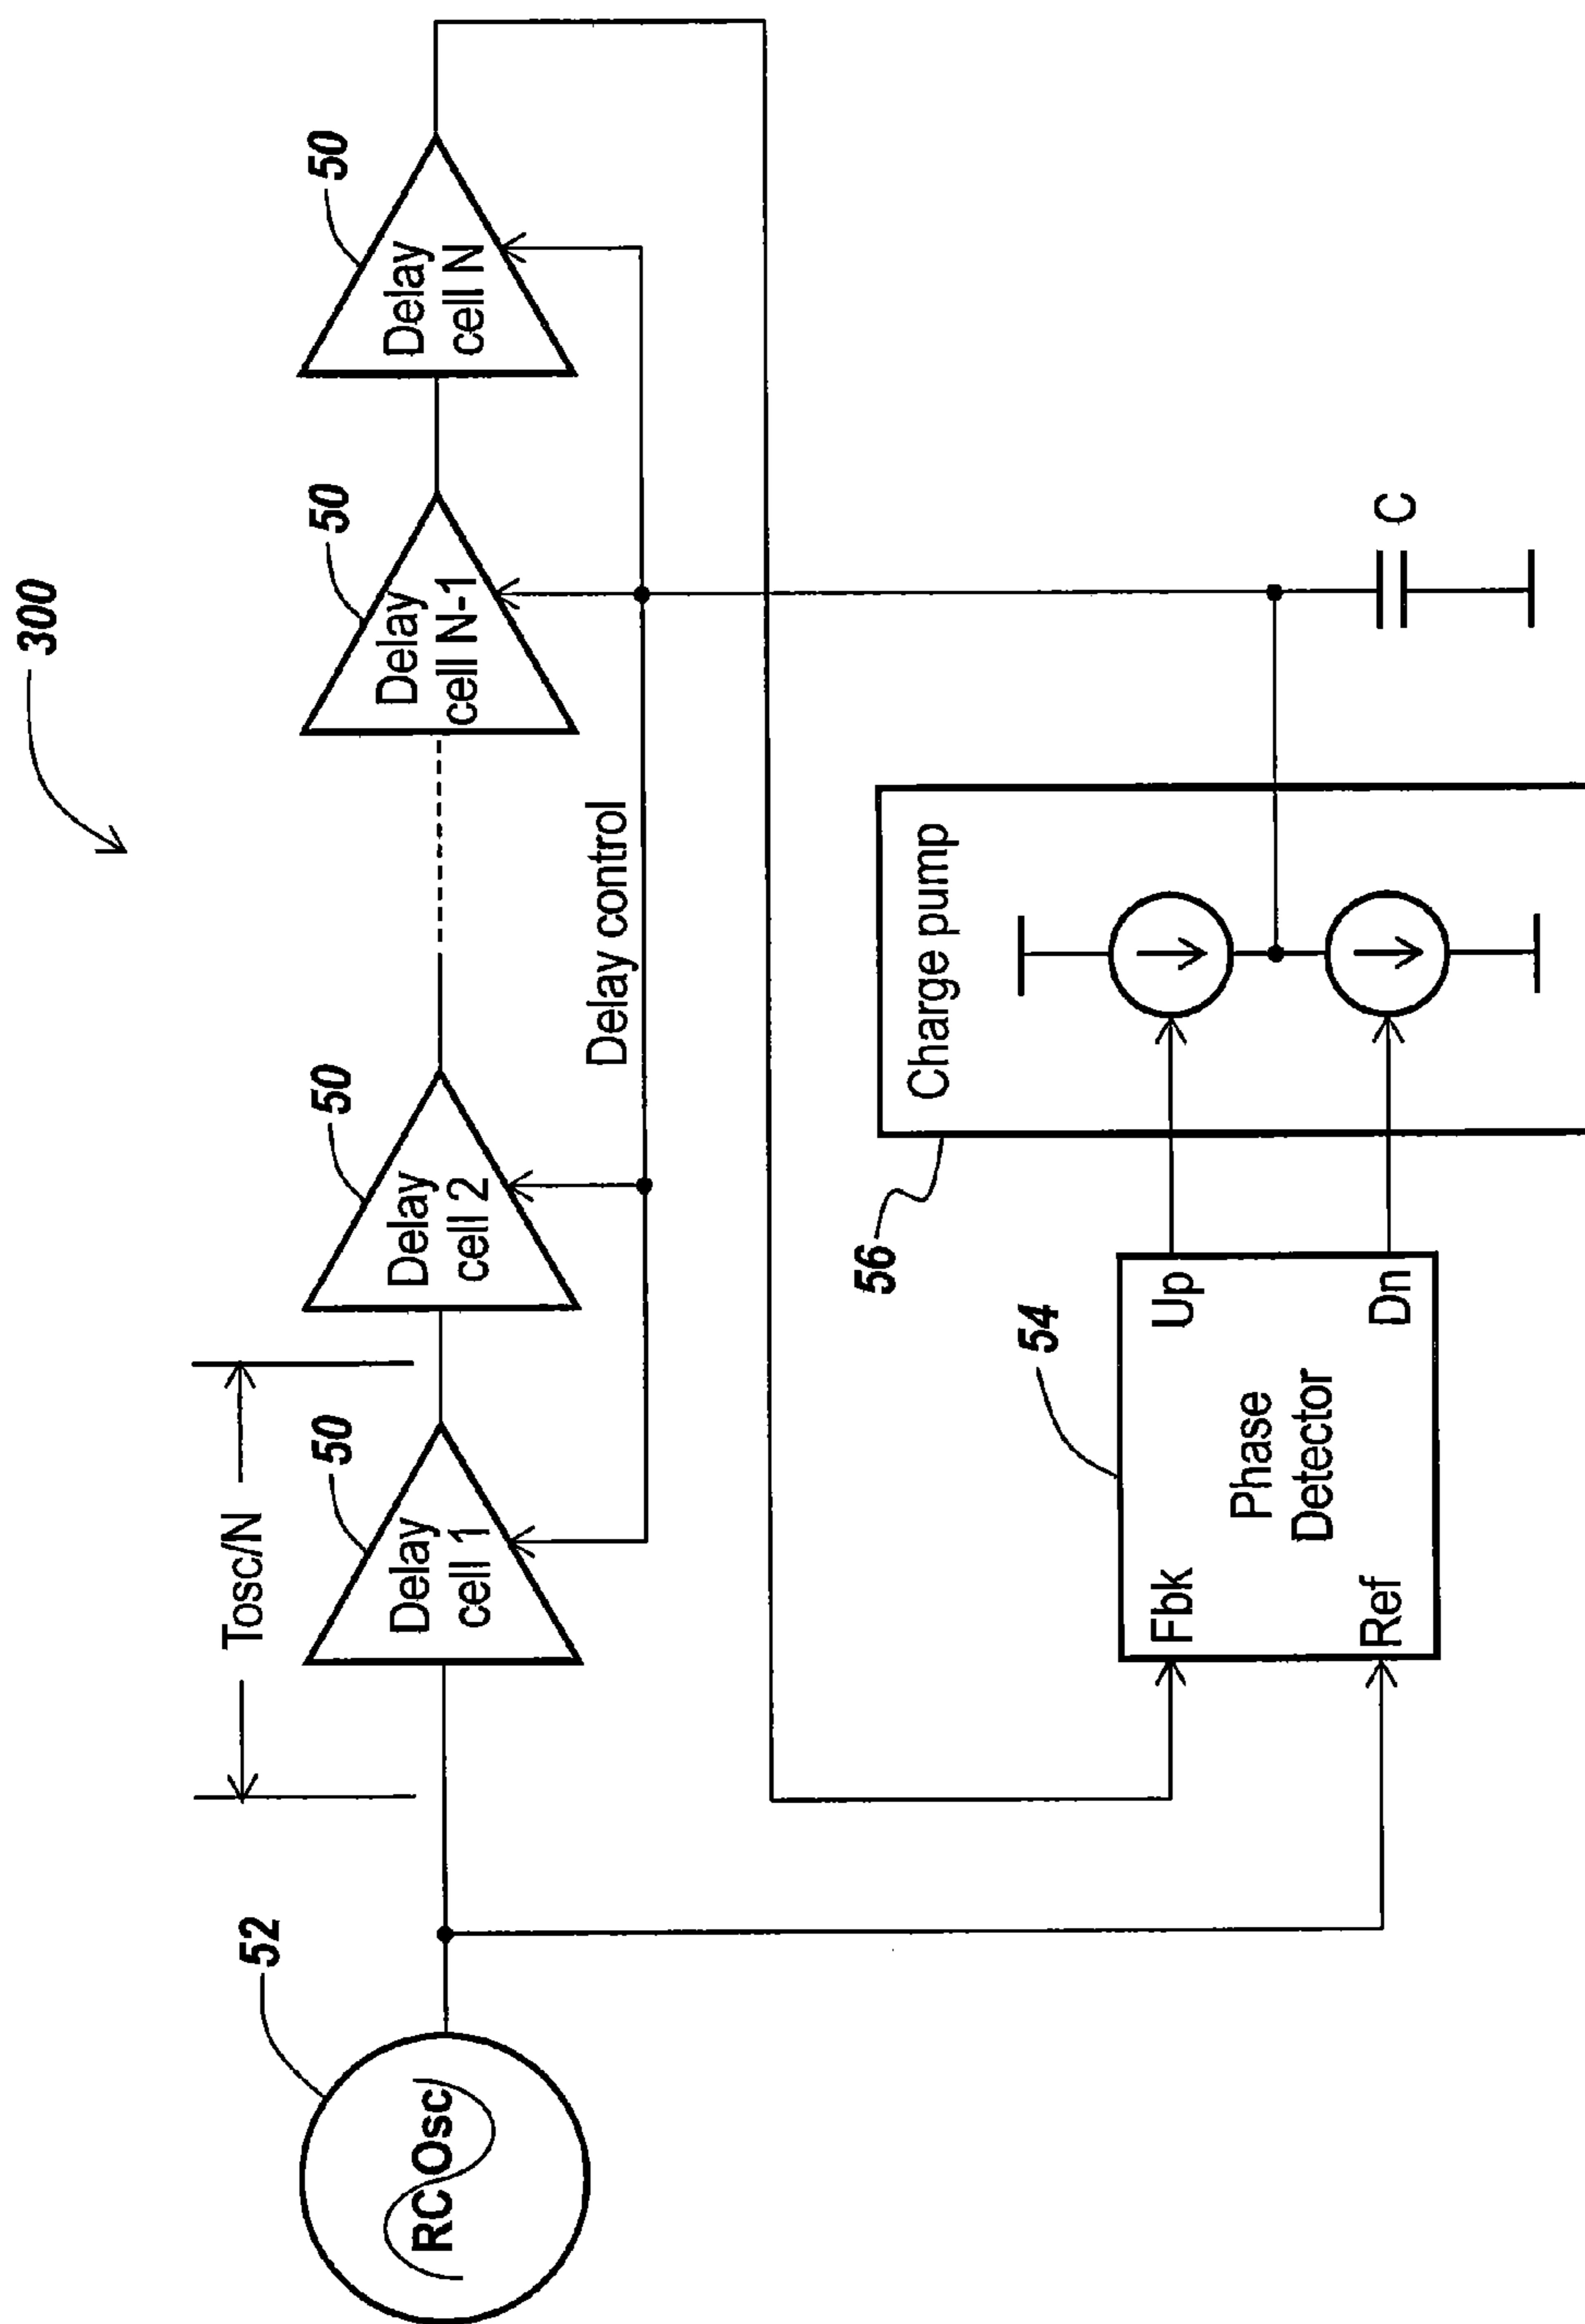 300
Tosc/N
52
50
50
50
50
RC Osc
Delay
cell 1
Delay
cell 2
Delay
cell N-1
Delay
cell N
Delay control
54
56
Fbk
Ref
Phase
Detector
Up
Dn
Charge pump
C